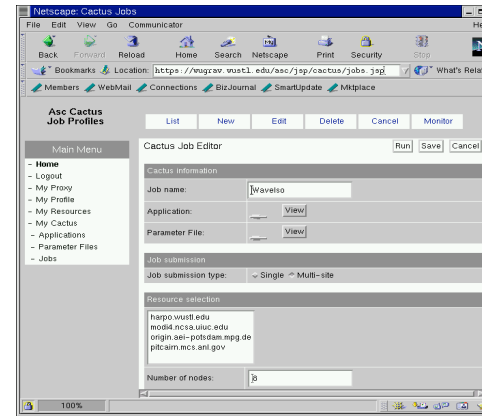 Netscape: Cactus Jobs
File Edit View Go Communicator
Back Forward Reload Home Search Netscape Print Security Stop
Bookmarks Location: https://wugrav.wustl.edu/asc/jsp/cactus/jobs.jsp What's Rela
Members WebMail Connections BizJournal SmartUpdate Mktplace
Asc Cactus
Job Profiles
List New Edit Delete Cancel Monitor
Main Menu
- Home
- Logout
- My Proxy
- My Profile
- My Resources
- My Cactus
- Applications
- Parameter Files
- Jobs
Cactus Job Editor Run Save Cancel
Cactus information
Job name: Wavelso
Application: View
Parameter File: View
Job submission
Job submission type: Single Multi-site
Resource selection
harpo.wustl.edu
modi4.ncsa.uiuc.edu
origin.aei-potsdam.mpg.de
pitcairn.mcs.anl.gov
Number of nodes: 8
100%